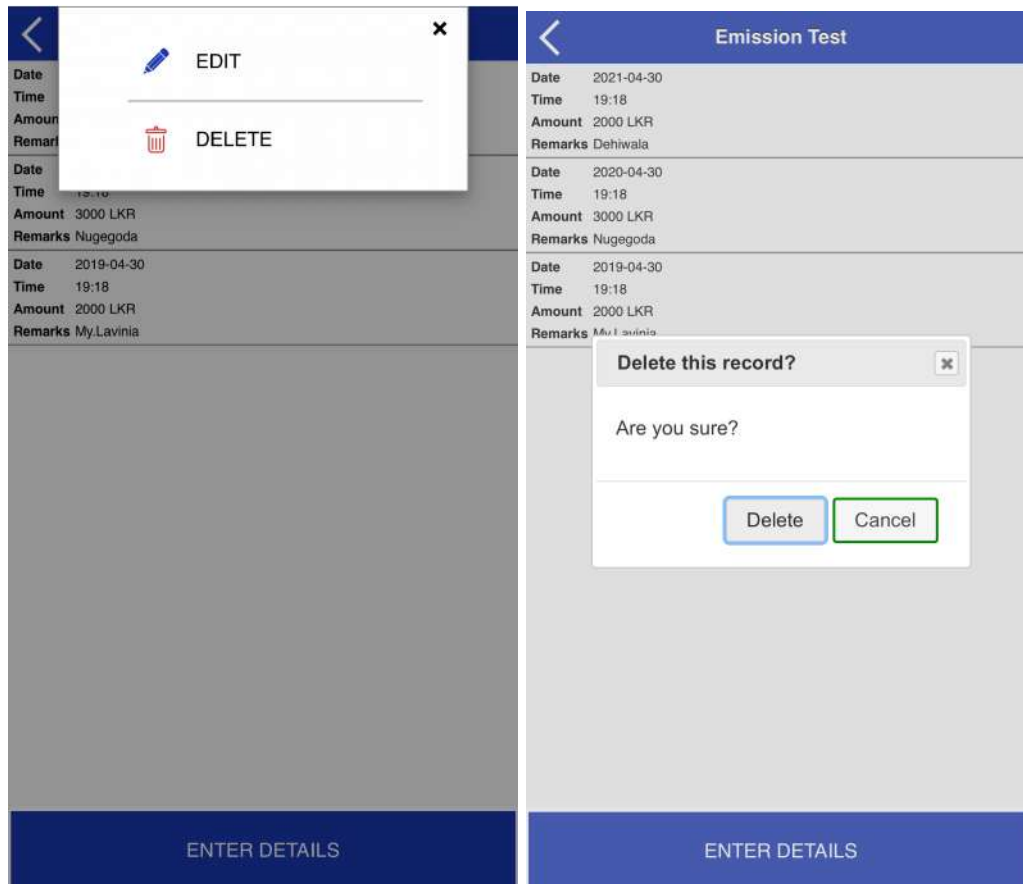 EDIT
DELETE
Date
Time
Date
Time
Amount 3000 LKR
Remarks Nugegoda
Date 2019-04-30
Time 19:18
Amount 2000 LKR
Remarks My.Lavinia
ENTER DETAILS
Emission Test
Date 2021-04-30
Time 19:18
Amount 2000 LKR
Remarks Dehiwala
Date 2020-04-30
Time 19:18
Amount 3000 LKR
Remarks Nugegoda
Date 2019-04-30
Time 19:18
Amount 2000 LKR
Remarks My.Lavinia
Delete this record?
Are you sure?
Delete Cancel
ENTER DETAILS